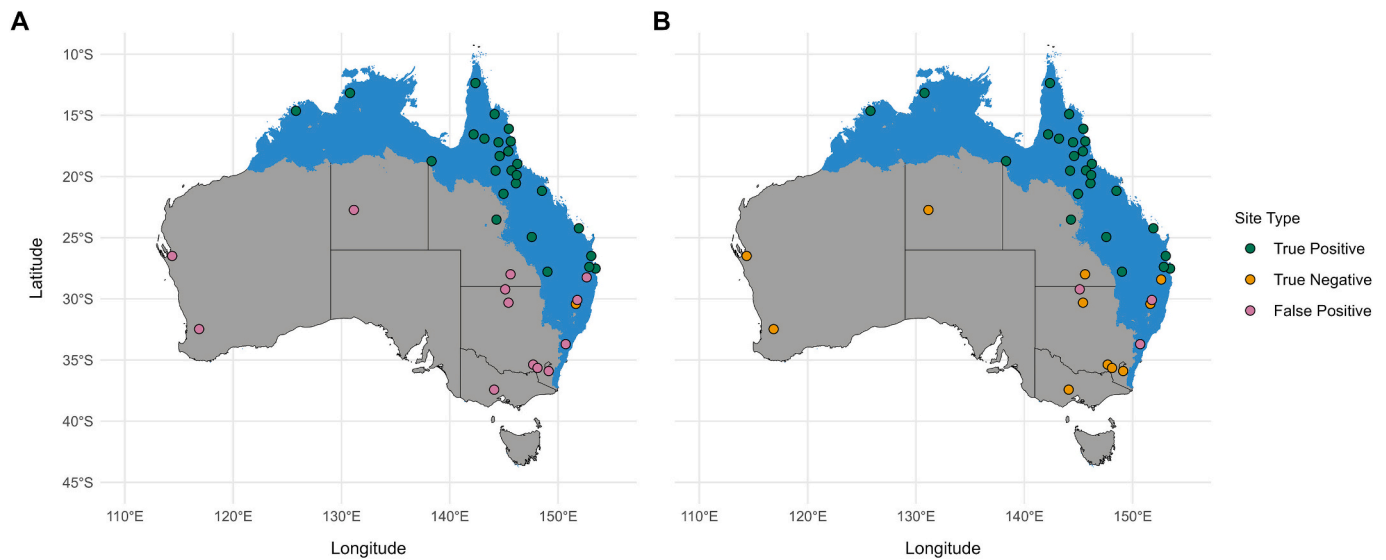 A
B
10°S
15°S
20°S
25°S
30°S
35°S
40°S
45°S
Latitude
110°E 120°E 130°E 140°E 150°E
110°E 120°E 130°E 140°E 150°E
Longitude
Longitude
Site Type
True Positive
True Negative
False Positive